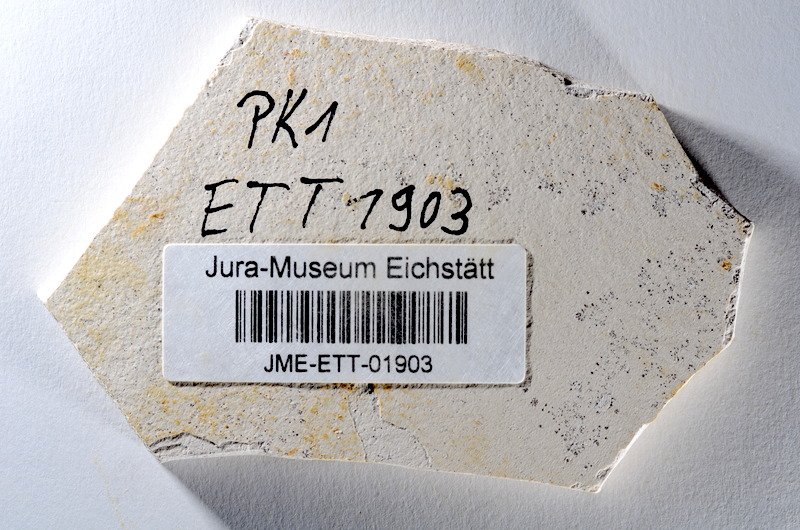 PK1
ETT 1903
Jura-Museum Eichstätt
JME-ETT-01903